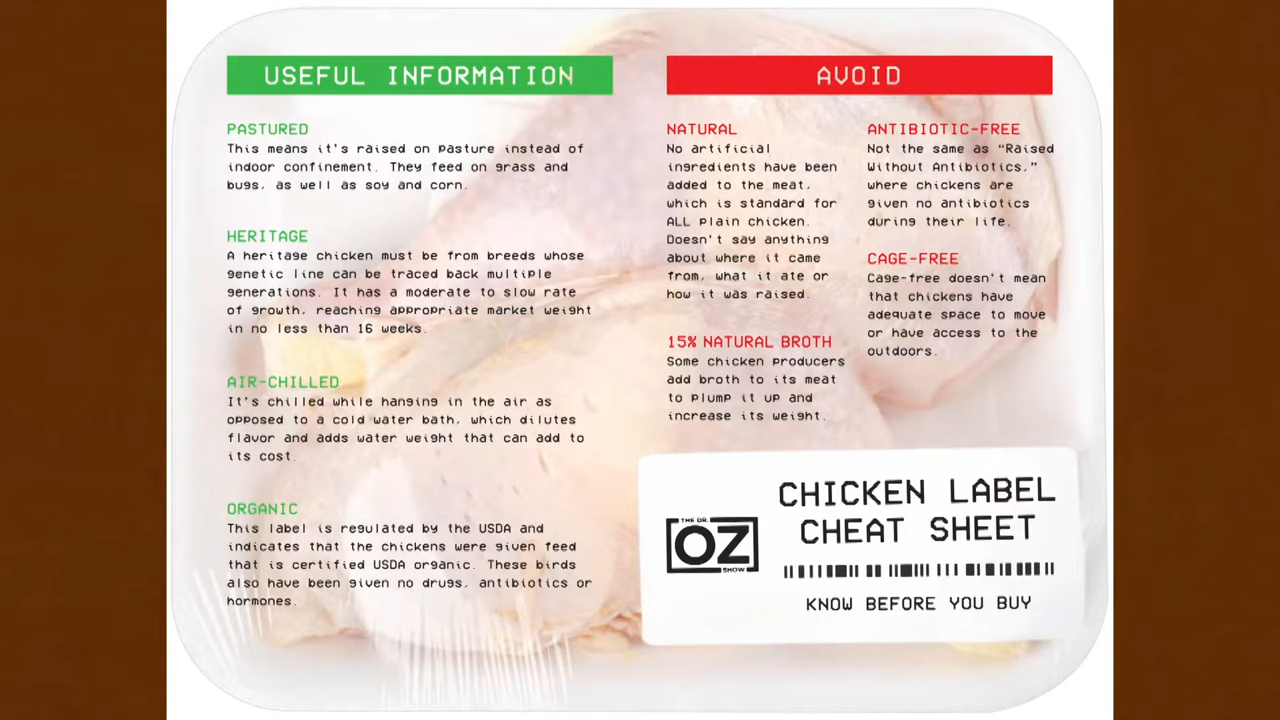 USEFUL INFORMATION
PASTURED
This means it's raised on pasture instead of
indoor confinement. They feed on grass and
bugs, as well as soy and corn.
HERITAGE
A heritage chicken must be from breeds whose
genetic line can be traced back multiple
generations. It has a moderate to slow rate
of growth, reaching appropriate market weight
in no less than 16 weeks.
AIR-CHILLED
It's chilled while hanging in the air as
opposed to a cold water bath, which dilutes
flavor and adds water weight that can add to
its cost.
ORGANIC
This label is regulated by the USDA and
indicates that the chickens were given feed
that is certified USDA organic. These birds
also have been given no drugs, antibiotics or
hormones.
AVOID
NATURAL
No artificial
ingredients have been
added to the meat,
which is standard for
ALL plain chicken.
Doesn't say anything
about where it came
from, what it ate or
how it was raised.
15% NATURAL BROTH
Some chicken producers
add broth to its meat
to plump it up and
increase its weight.
ANTIBIOTIC-FREE
Not the same as "Raised
Without Antibiotics,"
where chickens are
given no antibiotics
during their life.
CAGE-FREE
Cage-free doesn't mean
that chickens have
adequate space to move
or have access to the
outdoors.
THE DR.
OZ
SHOW
CHICKEN LABEL
CHEAT SHEET
KNOW BEFORE YOU BUY